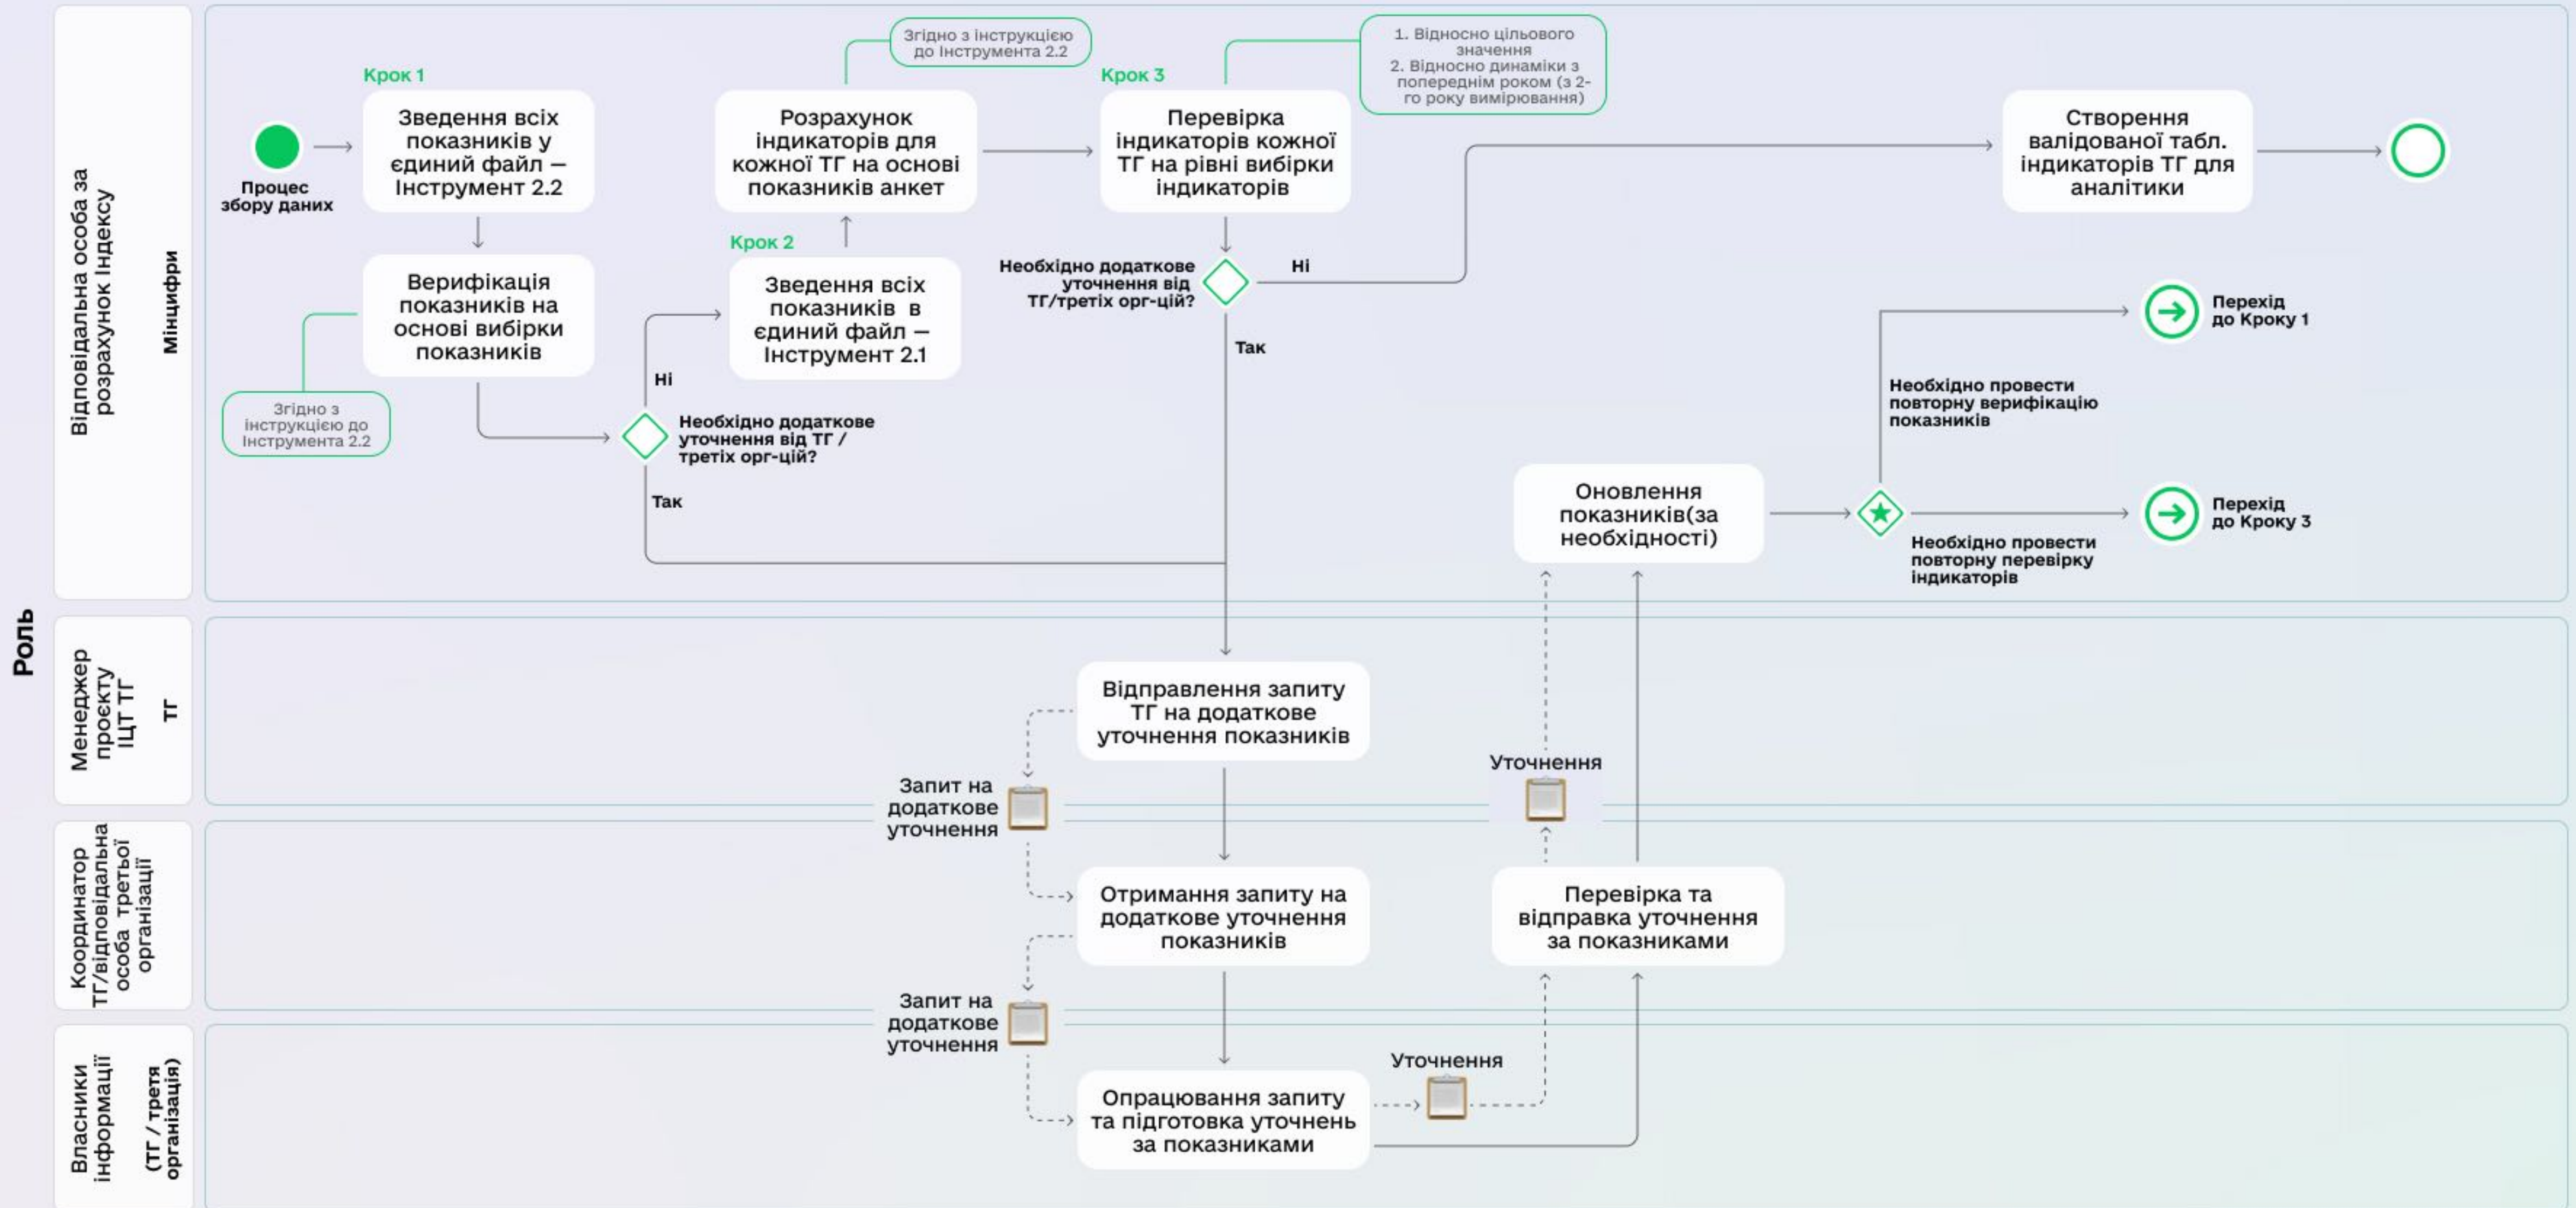 Роль
Відповідальна особа за
розрахунок Індексу
Мінцифри
Процес
збору даних
Крок 1
Зведення всіх
показників у
єдиний файл —
Інструмент 2.2
Верифікація
показників на
основі вибірки
показників
Згідно з
інструкцією до
Інструмента 2.2
Необхідно додаткове
уточнення від ТГ /
третіх орг-цій?
Ні
Так
Крок 2
Зведення всіх
показників в
єдиний файл —
Інструмент 2.1
Розрахунок
індикаторів для
кожної ТГ на основі
показників анкет
Згідно з інструкцією
до Інструмента 2.2
Крок 3
Перевірка
індикаторів кожної
ТГ на рівні вибірки
індикаторів
1. Відносно цільового
значення
2. Відносно динаміки з
попереднім роком (з 2-
го року вимірювання)
Необхідно додаткове
уточнення від
ТГ/третіх орг-цій?
Ні
Так
Створення
валідованої табл.
індикаторів ТГ для
аналітики
Оновлення
показників(за
необхідності)
Необхідно провести
повторну верифікацію
показників
Перехід
до Кроку 1
Необхідно провести
повторну перевірку
індикаторів
Перехід
до Кроку 3
Менеджер
проєкту
ІЦТ ТГ
ТГ
Відправлення запиту
ТГ на додаткове
уточнення показників
Запит на
додаткове
уточнення
Уточнення
Координатор
ТГ/відповідальна
особа третьої
організації
Отримання запиту на
додаткове уточнення
показників
Перевірка та
відправка уточнення
за показниками
Запит на
додаткове
уточнення
Власники
інформації
(ТГ / третя
організація)
Опрацювання запиту
та підготовка уточнень
за показниками
Уточнення